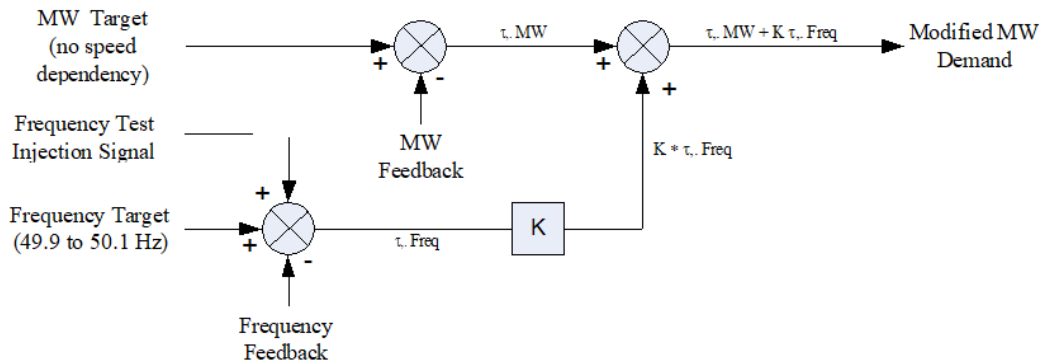 MW Target
(no speed
dependency)
τ,. MW
τ,. MW + K τ,. Freq
Modified MW
Demand
+
-
+
+
MW
Feedback
Frequency Test
Injection Signal
K * τ,. Freq
+
Frequency Target
(49.9 to 50.1 Hz)
+
-
τ,. Freq
K
Frequency
Feedback